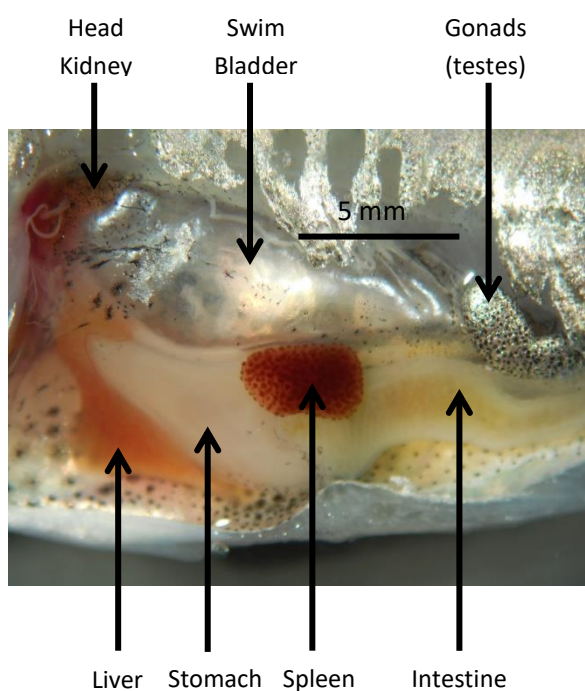 Head
Kidney
Swim
Bladder
Gonads
(testes)
5 mm
Liver
Stomach
Spleen
Intestine